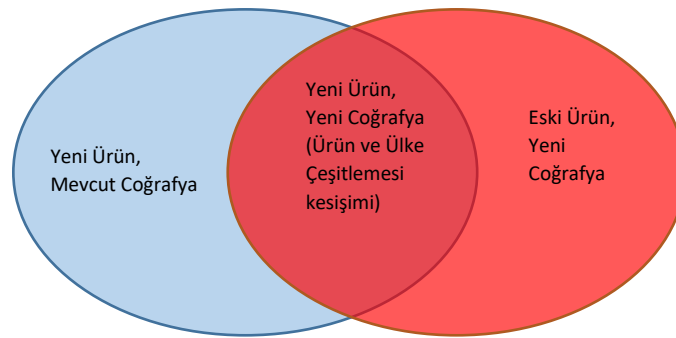 Yeni Ürün,
Mevcut Coğrafya
Yeni Ürün,
Yeni Coğrafya
(Ürün ve Ülke
Çeşitlemesi
kesişimi)
Eski Ürün,
Yeni
Coğrafya